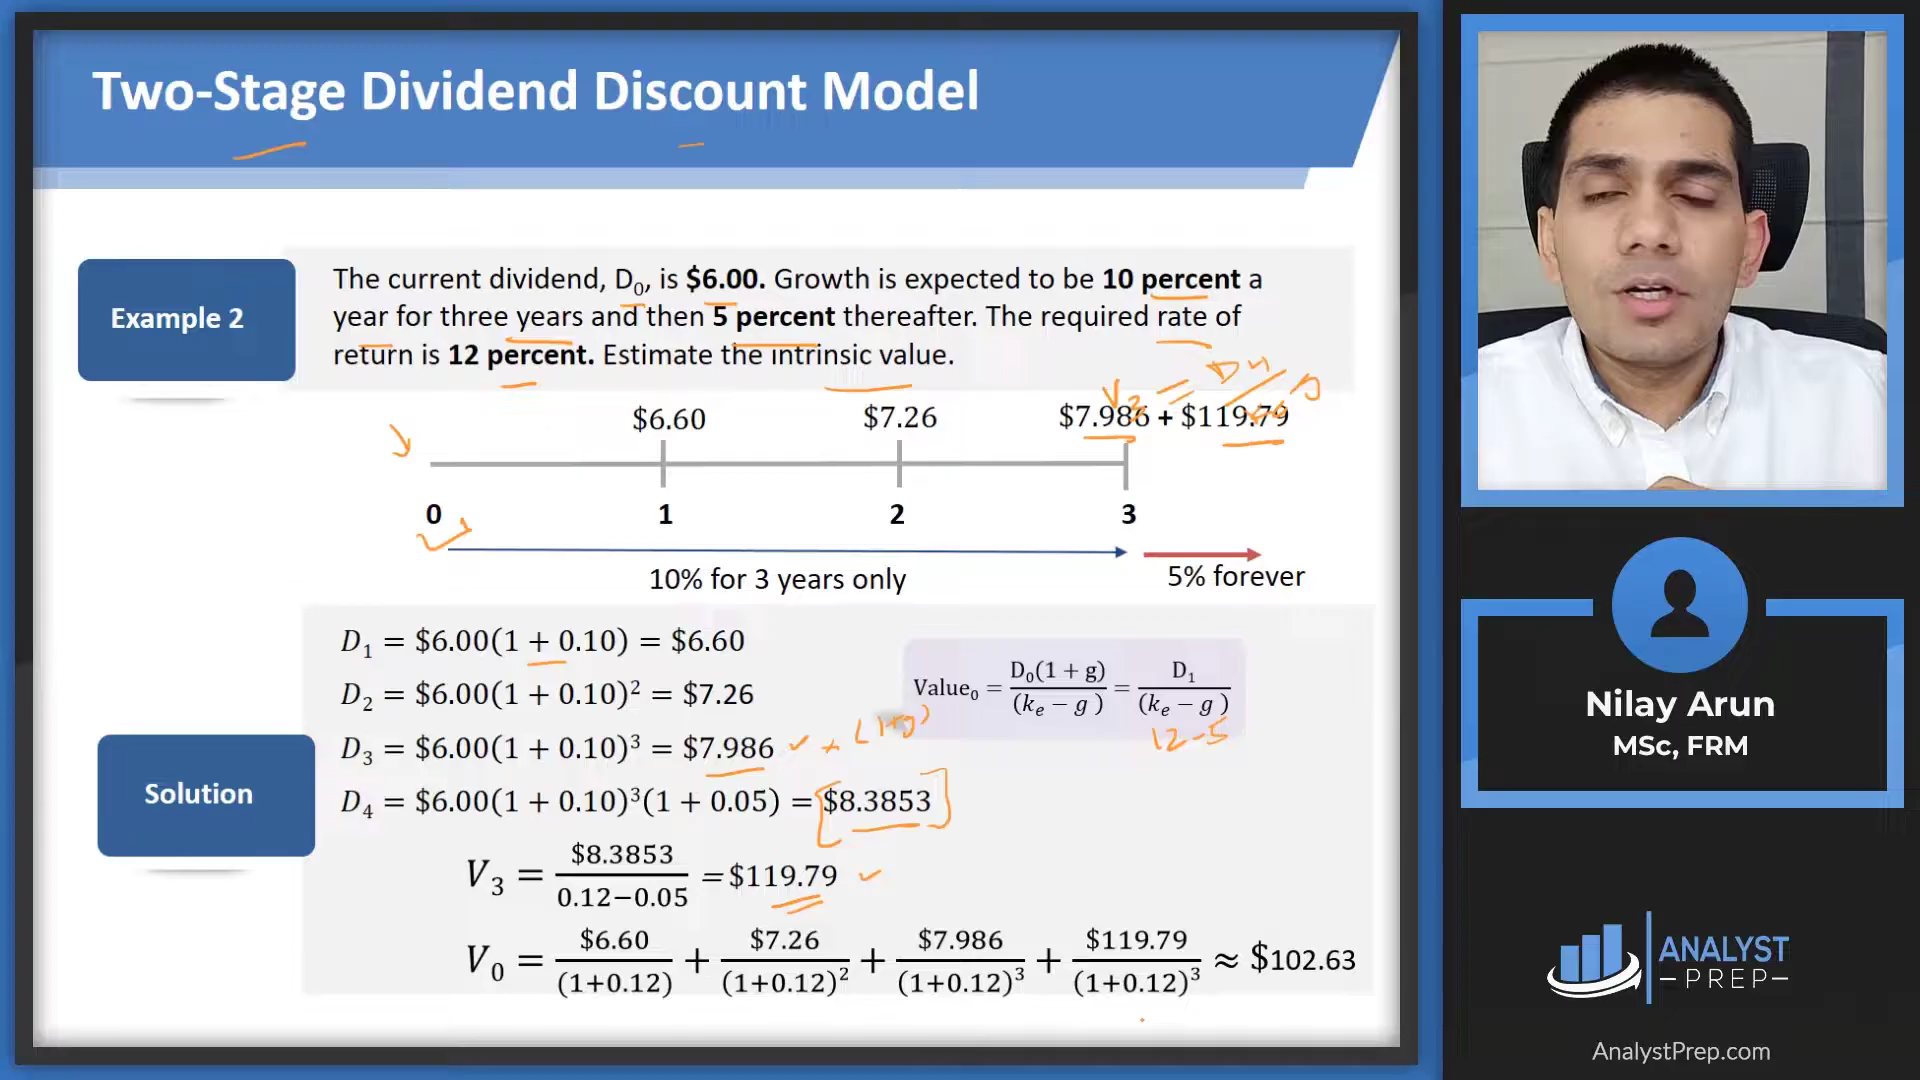 Two-Stage Dividend Discount Model
Example 2
The current dividend, D₀, is $6.00. Growth is expected to be 10 percent a
year for three years and then 5 percent thereafter. The required rate of
return is 12 percent. Estimate the intrinsic value.
V₃ = D₄
$6.60 $7.26 $7.986 + $119.79
0 1 2 3
10% for 3 years only 5% forever
Solution
D₁ = $6.00(1 + 0.10) = $6.60
D₂ = $6.00(1 + 0.10)² = $7.26
D₃ = $6.00(1 + 0.10)³ = $7.986
(1+g)
D₄ = $6.00(1 + 0.10)³(1 + 0.05) = $8.3853
Value₀ = D₀(1 + g)/(kₑ − g) = D₁/(kₑ − g)
12-5
V₃ = $8.3853/(0.12−0.05) = $119.79
V₀ = $6.60/(1+0.12) + $7.26/(1+0.12)² + $7.986/(1+0.12)³ + $119.79/(1+0.12)³ ≈ $102.63
Nilay Arun
MSc, FRM
ANALYST
PREP
AnalystPrep.com